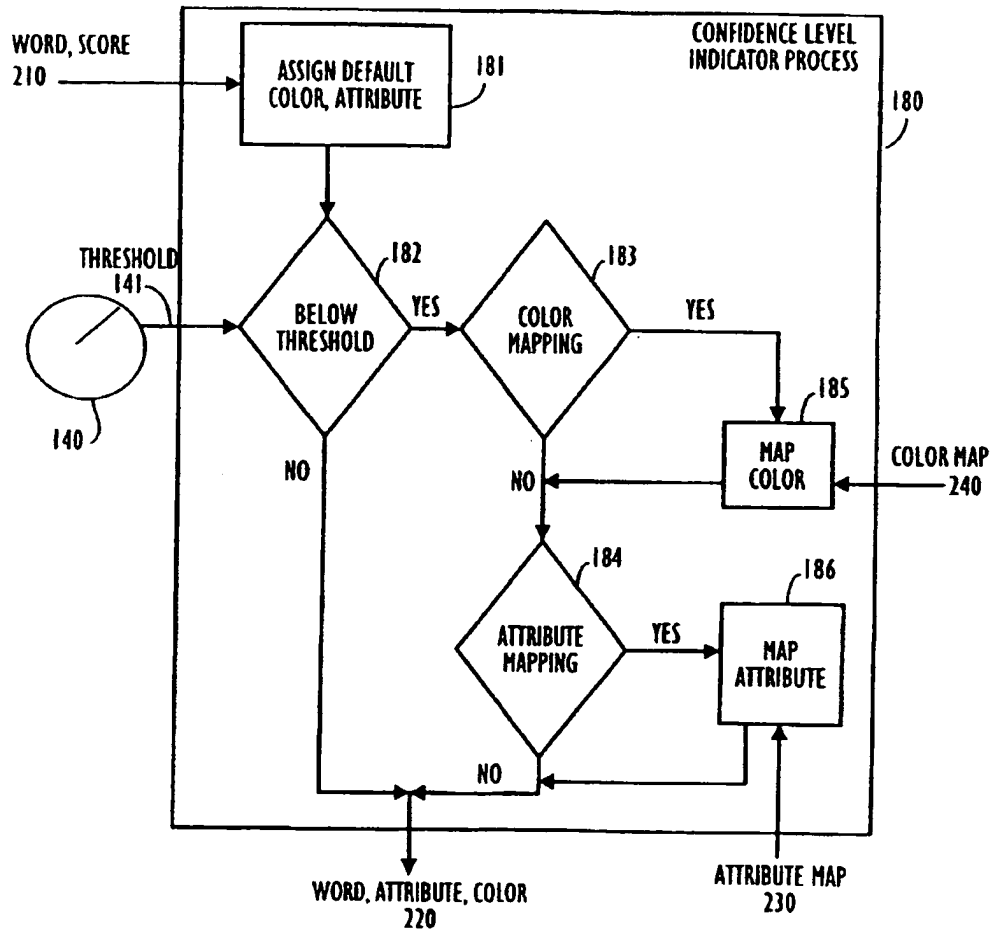 CONFIDENCE LEVEL
INDICATOR PROCESS
WORD, SCORE
210
ASSIGN DEFAULT
COLOR, ATTRIBUTE
181
180
THRESHOLD
141
182
BELOW
THRESHOLD
YES
183
COLOR
MAPPING
YES
140
NO
185
MAP
COLOR
COLOR MAP
240
NO
184
ATTRIBUTE
MAPPING
YES
186
MAP
ATTRIBUTE
NO
WORD, ATTRIBUTE, COLOR
220
ATTRIBUTE MAP
230